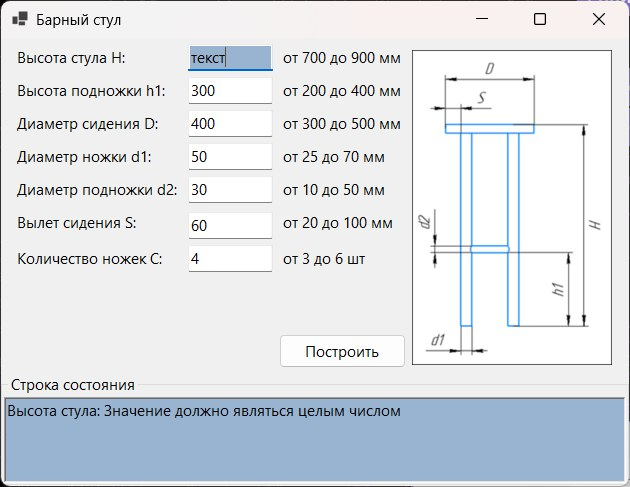 Барный стул
Высота стула H: текст от 700 до 900 мм
Высота подножки h1: 300 от 200 до 400 мм
Диаметр сидения D: 400 от 300 до 500 мм
Диаметр ножки d1: 50 от 25 до 70 мм
Диаметр подножки d2: 30 от 10 до 50 мм
Вылет сидения S: 60 от 20 до 100 мм
Количество ножек C: 4 от 3 до 6 шт
D
S
d2
H
h1
d1
Построить
Строка состояния
Высота стула: Значение должно являться целым числом